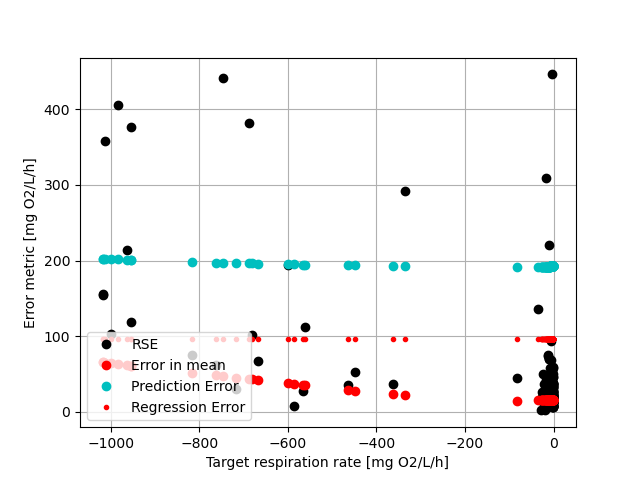 400
300
200
100
0
Error metric [mg O2/L/h]
RSE
Error in mean
Prediction Error
Regression Error
−1000 −800 −600 −400 −200 0
Target respiration rate [mg O2/L/h]